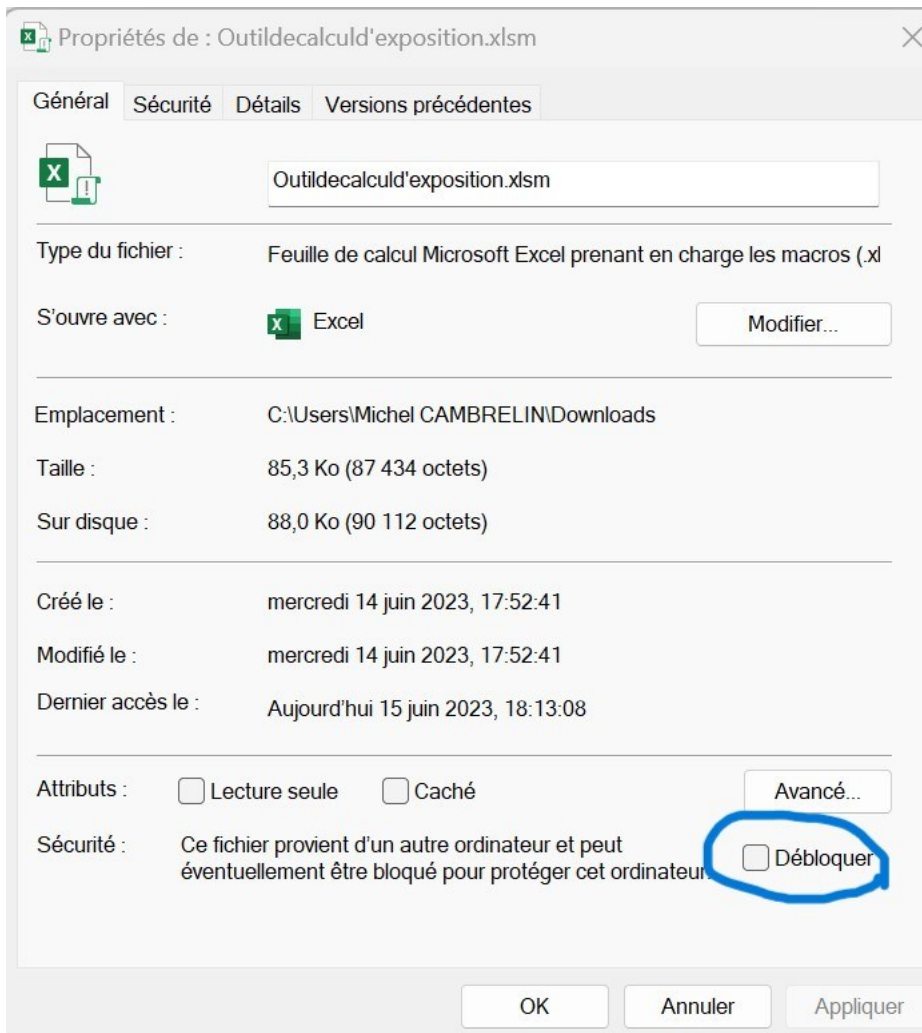 Propriétés de : Outildecalculd'exposition.xlsm
Général Sécurité Détails Versions précédentes
Outildecalculd'exposition.xlsm
Type du fichier : Feuille de calcul Microsoft Excel prenant en charge les macros (.xl
S'ouvre avec : Excel Modifier...
Emplacement : C:\Users\Michel CAMBRELIN\Downloads
Taille : 85,3 Ko (87 434 octets)
Sur disque : 88,0 Ko (90 112 octets)
Créé le : mercredi 14 juin 2023, 17:52:41
Modifié le : mercredi 14 juin 2023, 17:52:41
Dernier accès le : Aujourd'hui 15 juin 2023, 18:13:08
Attributs : Lecture seule Caché Avancé...
Sécurité : Ce fichier provient d'un autre ordinateur et peut
éventuellement être bloqué pour protéger cet ordinateur. Débloquer
OK Annuler Appliquer